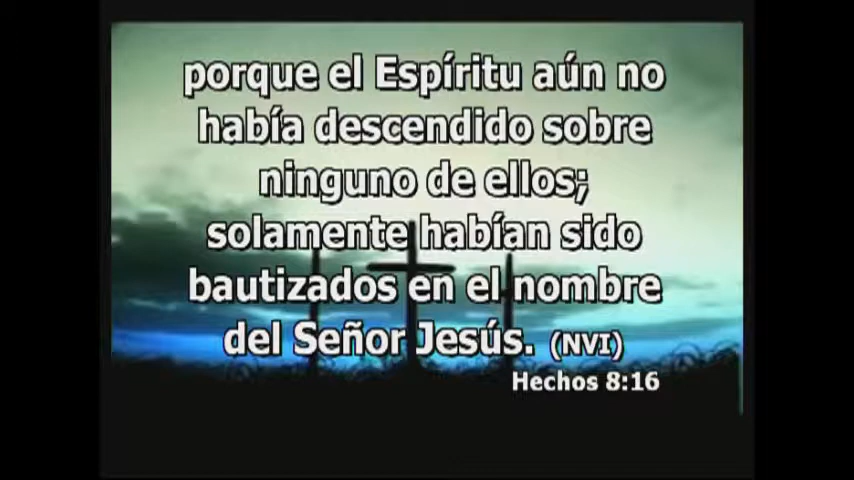 porque el Espíritu aún no
había descendido sobre
ninguno de ellos;
solamente habían sido
bautizados en el nombre
del Señor Jesús. (NVI)
Hechos 8:16